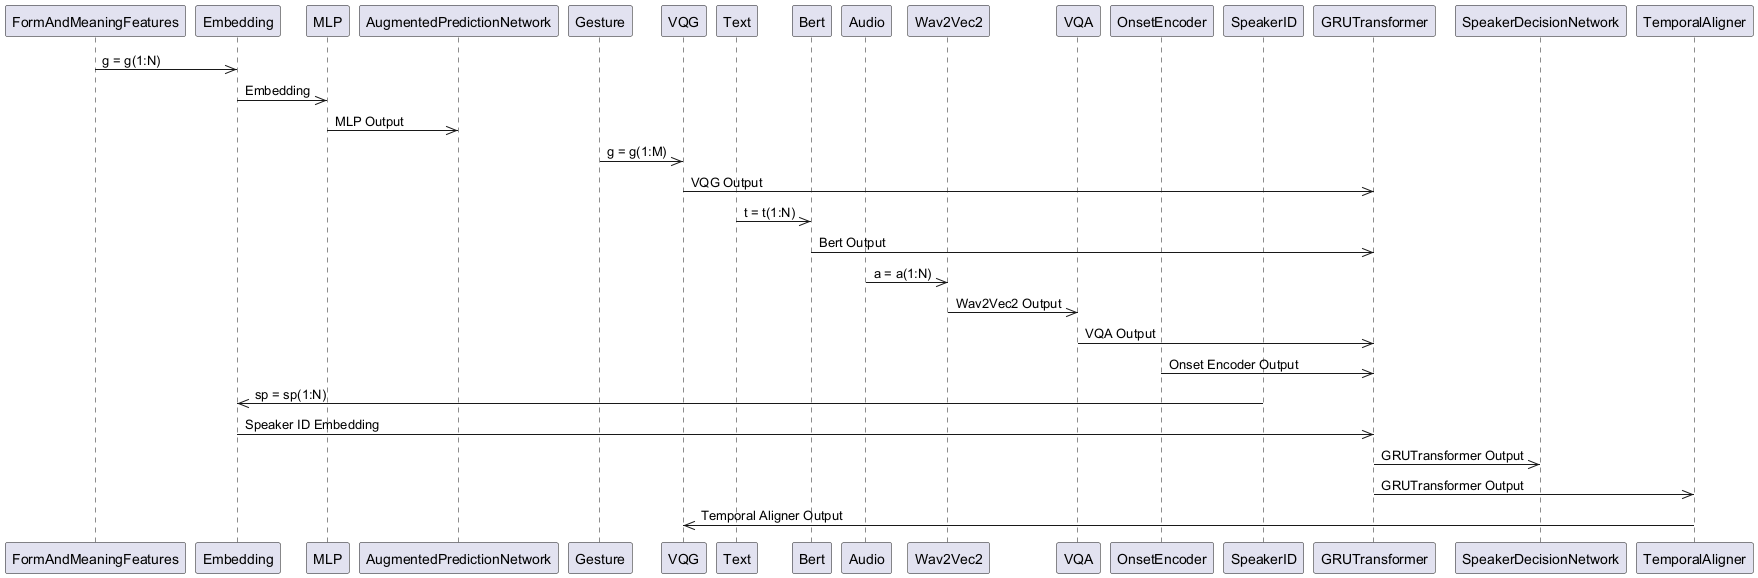 FormAndMeaningFeatures Embedding MLP AugmentedPredictionNetwork Gesture VQG Text Bert Audio Wav2Vec2 VQA OnsetEncoder SpeakerID GRUTransformer SpeakerDecisionNetwork TemporalAligner
g = g(1:N)
Embedding
MLP Output
g = g(1:M)
VQG Output
t = t(1:N)
Bert Output
a = a(1:N)
Wav2Vec2 Output
VQA Output
Onset Encoder Output
sp = sp(1:N)
Speaker ID Embedding
GRUTransformer Output
GRUTransformer Output
Temporal Aligner Output
FormAndMeaningFeatures Embedding MLP AugmentedPredictionNetwork Gesture VQG Text Bert Audio Wav2Vec2 VQA OnsetEncoder SpeakerID GRUTransformer SpeakerDecisionNetwork TemporalAligner